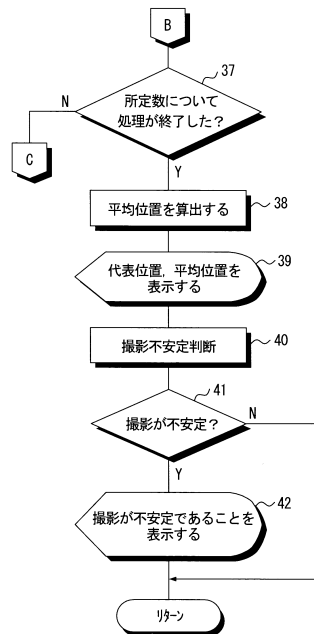 B
37
所定数について
処理が終了した?
N
C
Y
平均位置を算出する
38
39
代表位置,平均位置を
表示する
撮影不安定判断
40
41
撮影が不安定?
N
Y
42
撮影が不安定であることを
表示する
リターン